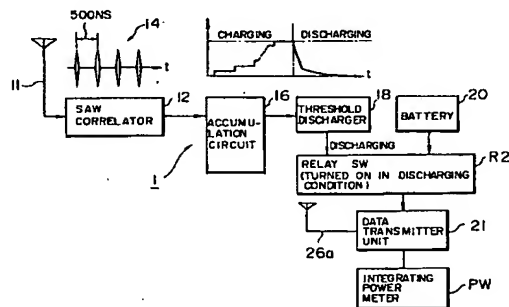 500NS
14
CHARGING
DISCHARGING
t
t
11
12
16
18
20
SAW
CORRELATOR
ACCUMU-
LATION
CIRCUIT
THRESHOLD
DISCHARGER
BATTERY
1
DISCHARGING
R2
RELAY SW
(TURNED ON IN DISCHARGING
CONDITION)
26a
DATA
TRANSMITTER
UNIT
21
INTEGRATING
POWER
METER
PW